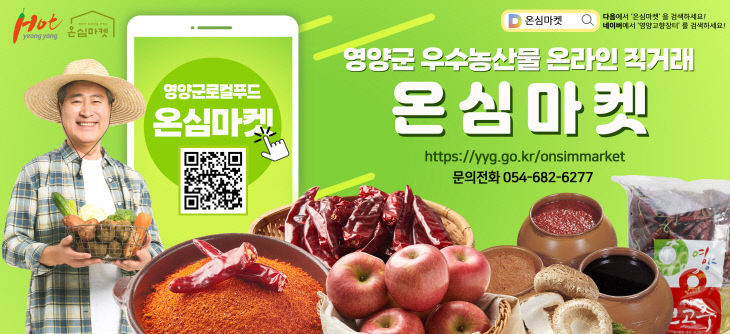 Hot
yeong yang
온심마켓
온심마켓
다음에서 '온심마켓' 을 검색하세요!
네이버에서 '영양고향장터' 를 검색하세요!
영양군 우수농산물 온라인 직거래
온심마켓
https://yyg.go.kr/onsimmarket
문의전화 054-682-6277
영양군로컬푸드
온심마켓